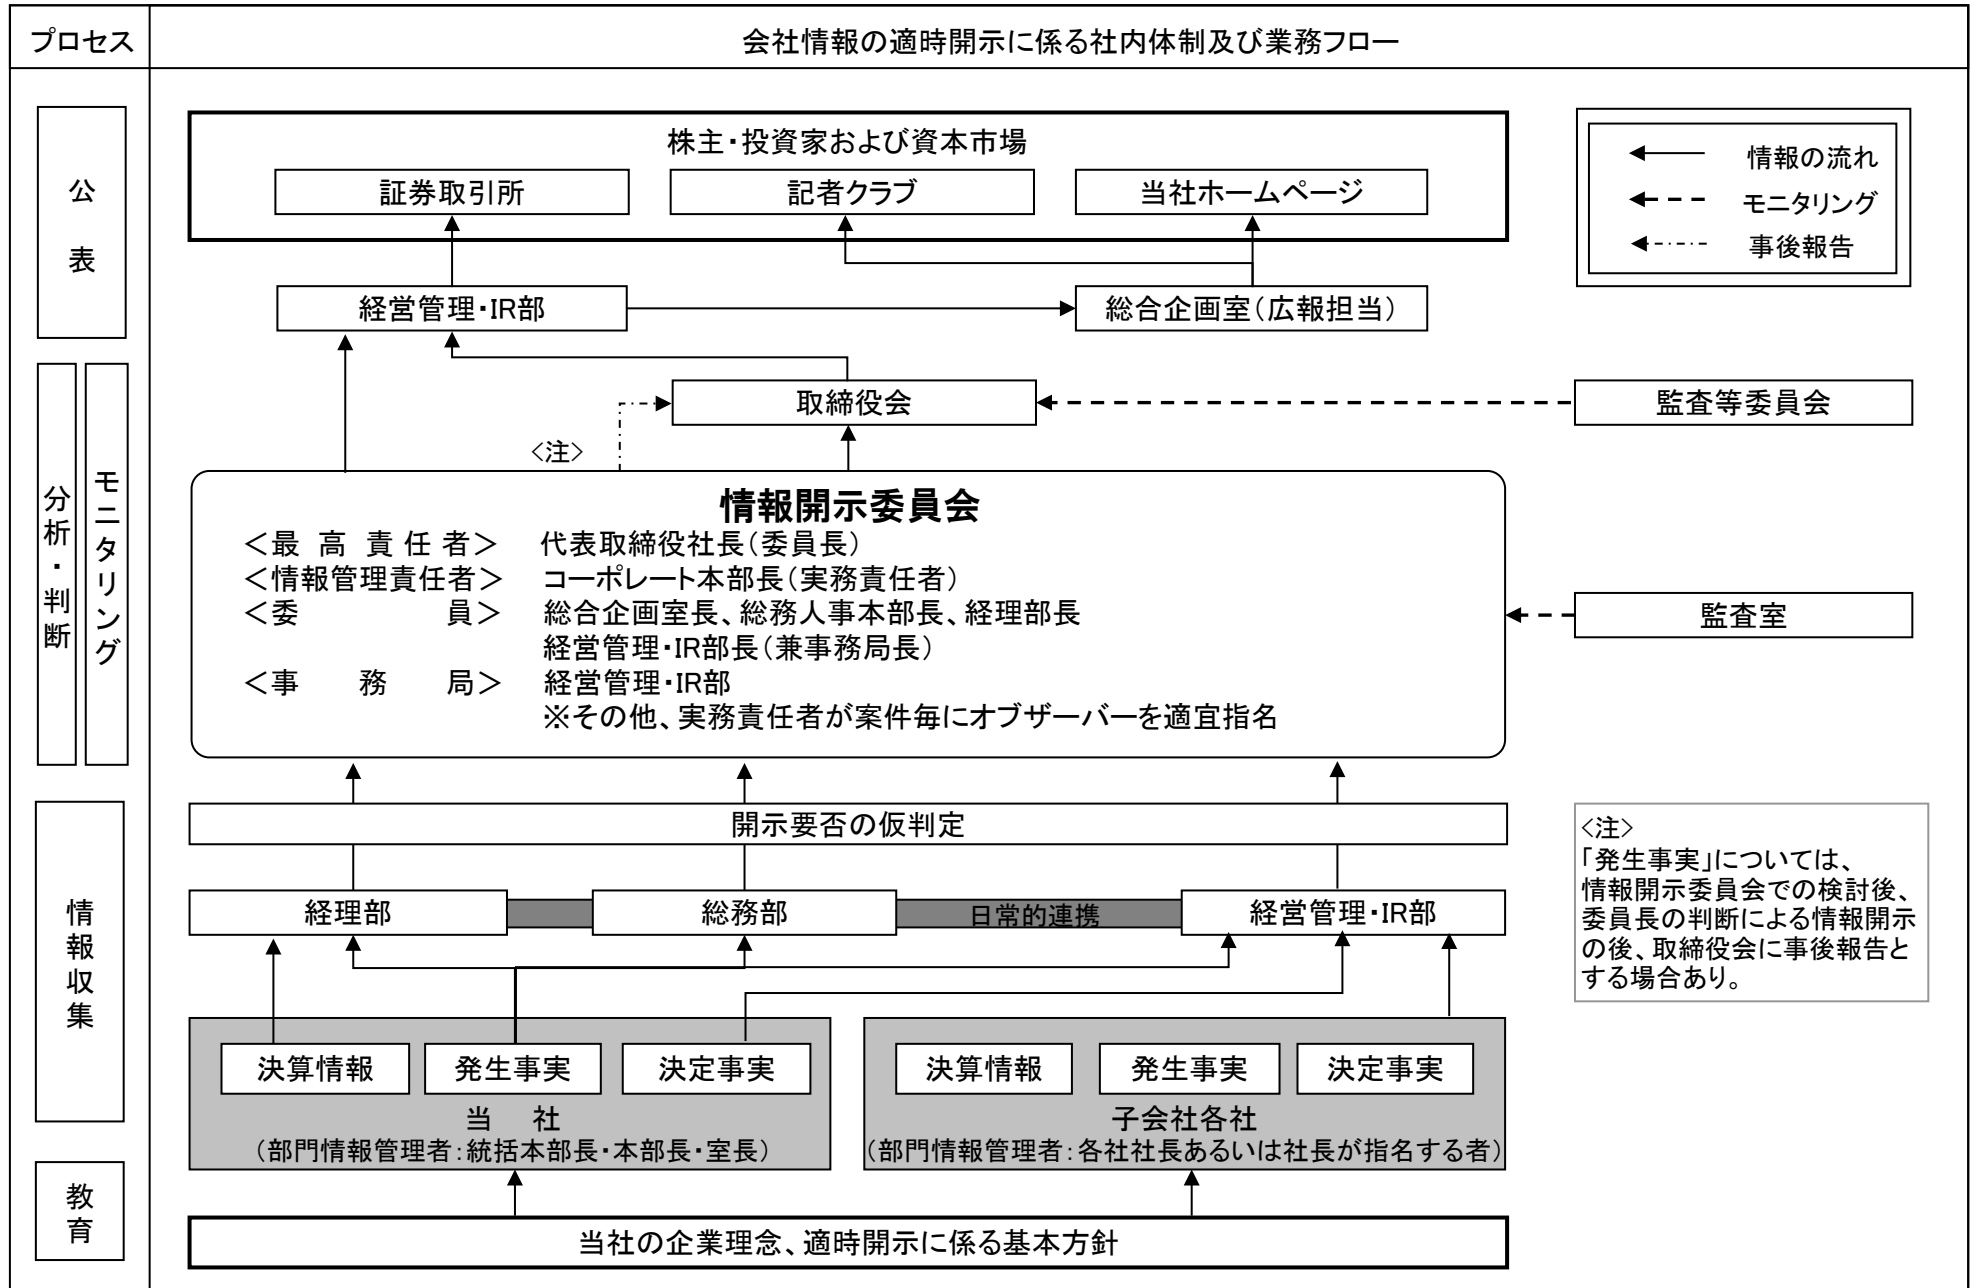 プロセス
会社情報の適時開示に係る社内体制及び業務フロー
公表
株主・投資家および資本市場
証券取引所
記者クラブ
当社ホームページ
情報の流れ
モニタリング
事後報告
経営管理・IR部
総合企画室（広報担当）
分析・判断
モニタリング
取締役会
監査等委員会
<注>
情報開示委員会
＜最 高 責 任 者＞ 代表取締役社長（委員長）
＜情報管理責任者＞ コーポレート本部長（実務責任者）
＜委 員＞ 総合企画室長、総務人事本部長、経理部長
経営管理・IR部長（兼事務局長）
＜事 務 局＞ 経営管理・IR部
※その他、実務責任者が案件毎にオブザーバーを適宜指名
監査室
情報収集
開示要否の仮判定
経理部
総務部
日常的連携
経営管理・IR部
<注>
「発生事実」については、
情報開示委員会での検討後、
委員長の判断による情報開示
の後、取締役会に事後報告と
する場合あり。
決算情報
発生事実
決定事実
当 社
（部門情報管理者：統括本部長・本部長・室長）
決算情報
発生事実
決定事実
子会社各社
（部門情報管理者：各社社長あるいは社長が指名する者）
教育
当社の企業理念、適時開示に係る基本方針